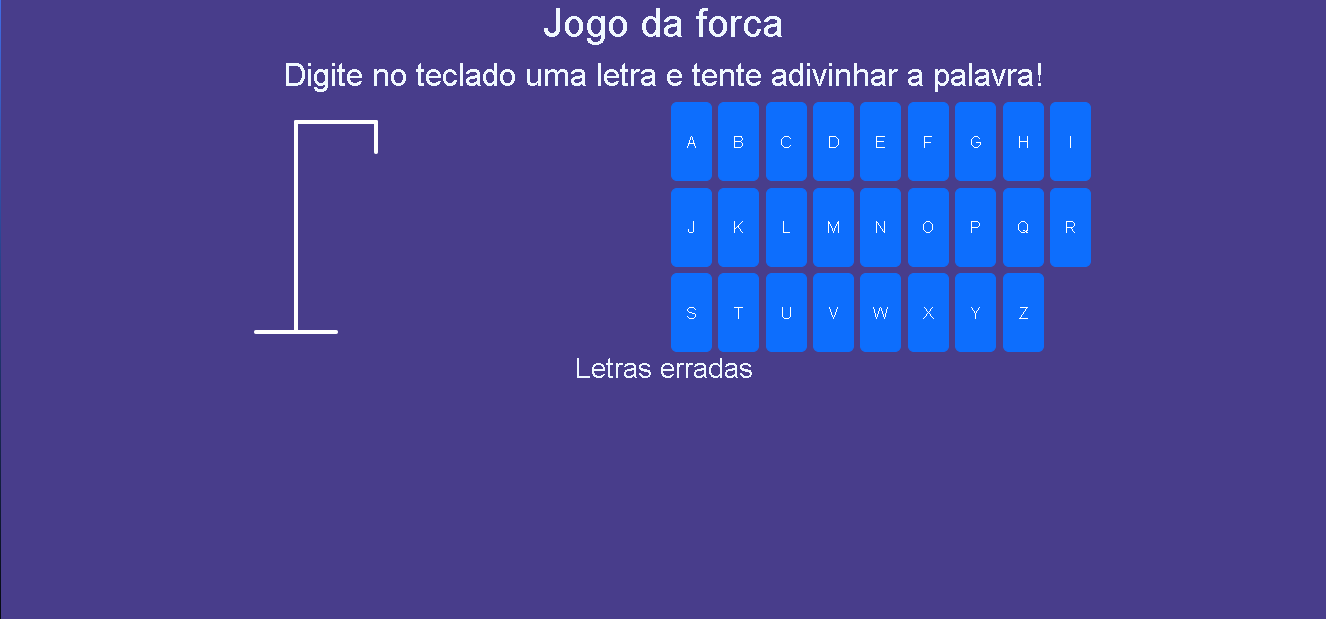 Jogo da forca
Digite no teclado uma letra e tente adivinhar a palavra!
A B C D E F G H I
J K L M N O P Q R
S T U V W X Y Z
Letras erradas